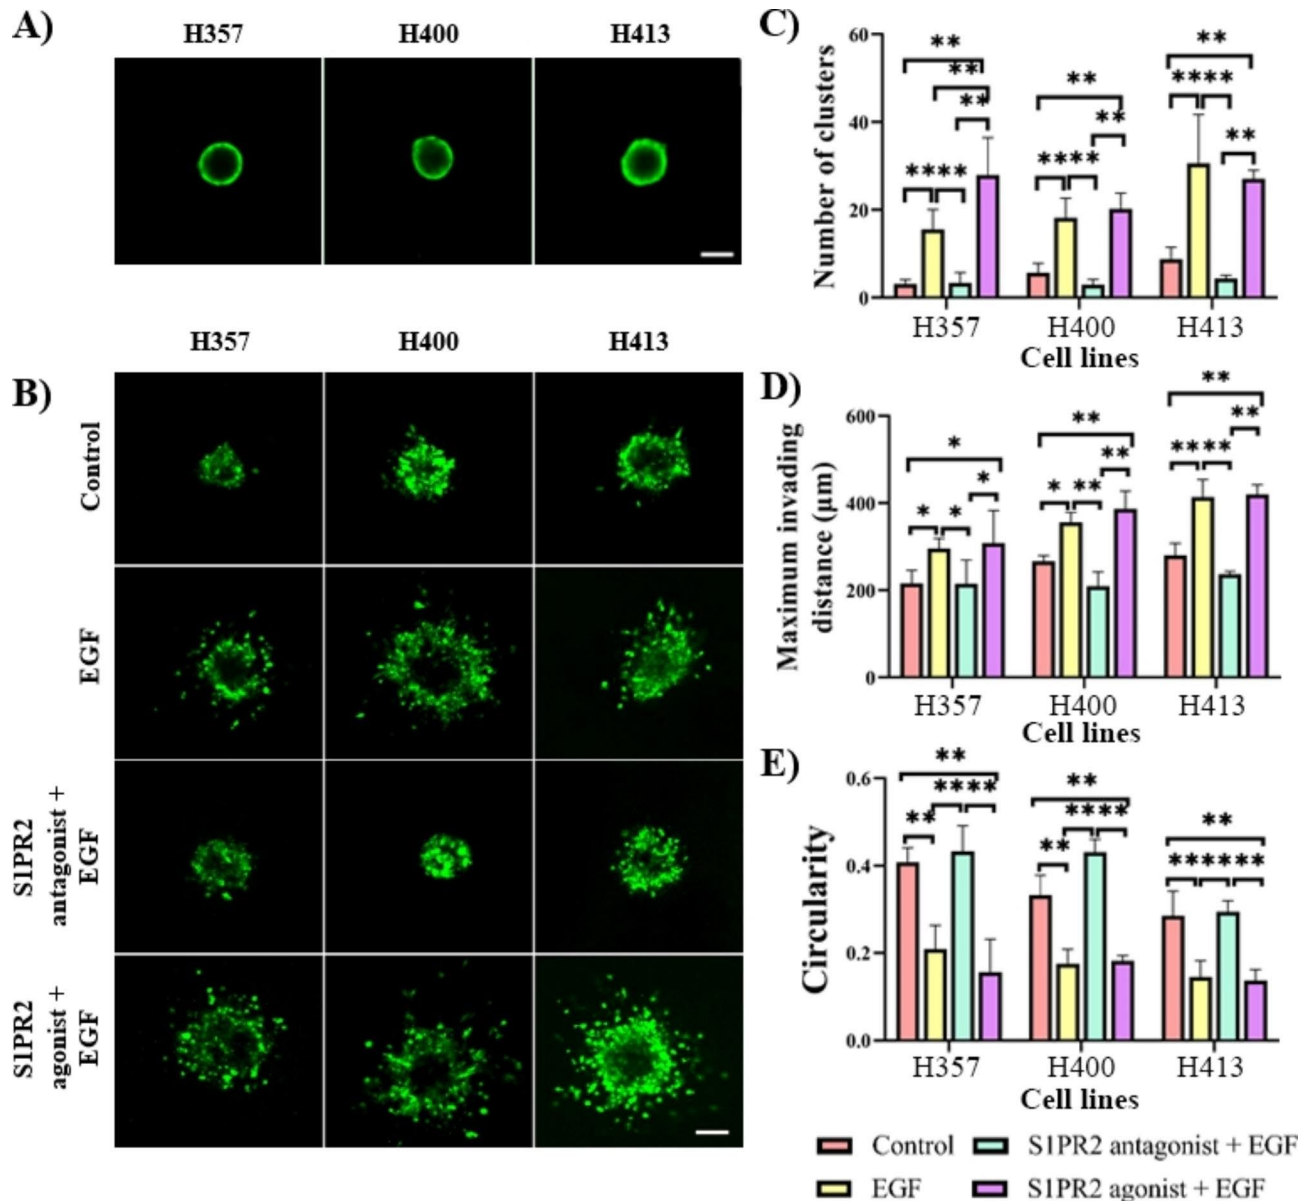 A)
H357 H400 H413
B)
H357 H400 H413
Control
EGF
S1PR2
antagonist +
EGF
S1PR2
agonist +
EGF
C)
Number of clusters
60
40
20
0
** ** ** **** ** ** **** ** **** **
H357 H400 H413
Cell lines
D)
Maximum invading
distance (μm)
600
400
200
0
* * * * ** ** * ** ** ** ****
H357 H400 H413
Cell lines
E)
Circularity
0.6
0.4
0.2
0.0
** **** ** ** **** ** ** ******
H357 H400 H413
Cell lines
Control S1PR2 antagonist + EGF
EGF S1PR2 agonist + EGF